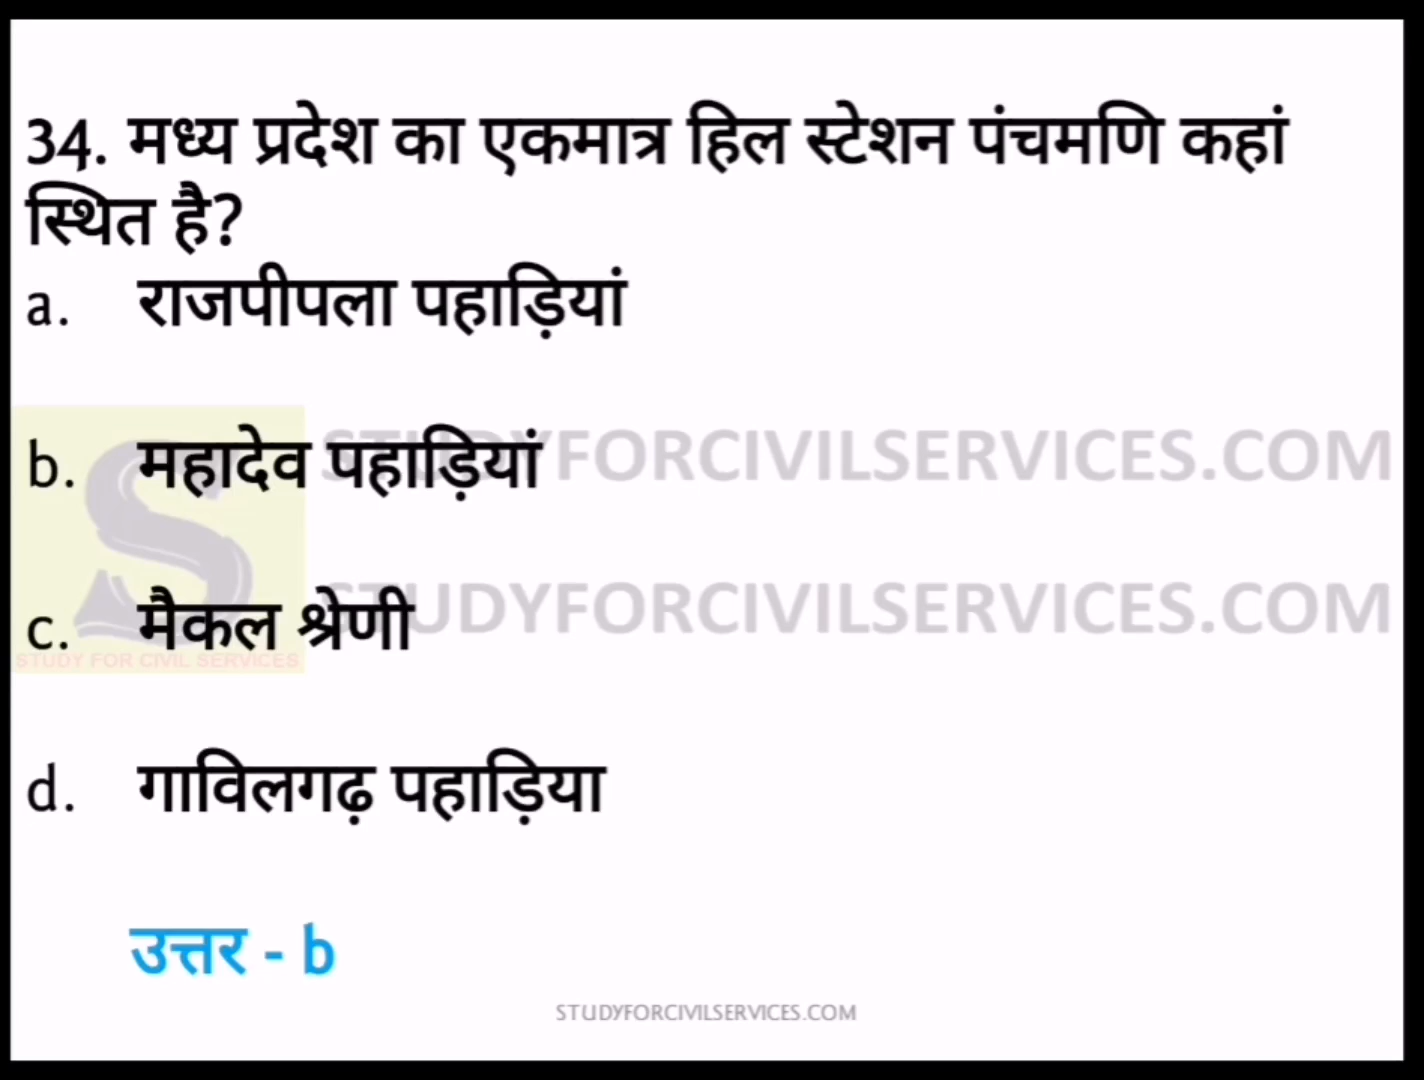 34. मध्य प्रदेश का एकमात्र हिल स्टेशन पंचमणि कहां
स्थित है?
a. राजपीपला पहाड़ियां
b. महादेव पहाड़ियां
STUDYFORCIVILSERVICES.COM
c. मैकल श्रेणी
STUDYFORCIVILSERVICES.COM
STUDY FOR CIVIL SERVICES
d. गाविलगढ़ पहाड़िया
उत्तर - b
STUDYFORCIVILSERVICES.COM